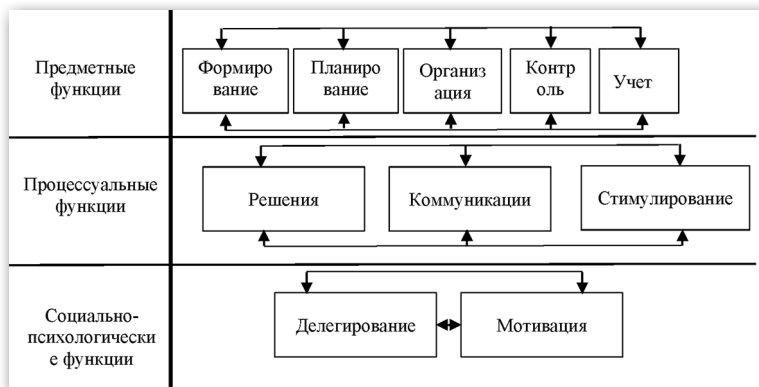 Предметные
функции
Формиро
вание
Планиро
вание
Организ
ация
Контр
оль
Учет
Процессуальные
функции
Решения
Коммуникации
Стимулирование
Социально-
психологически
е функции
Делегирование
Мотивация